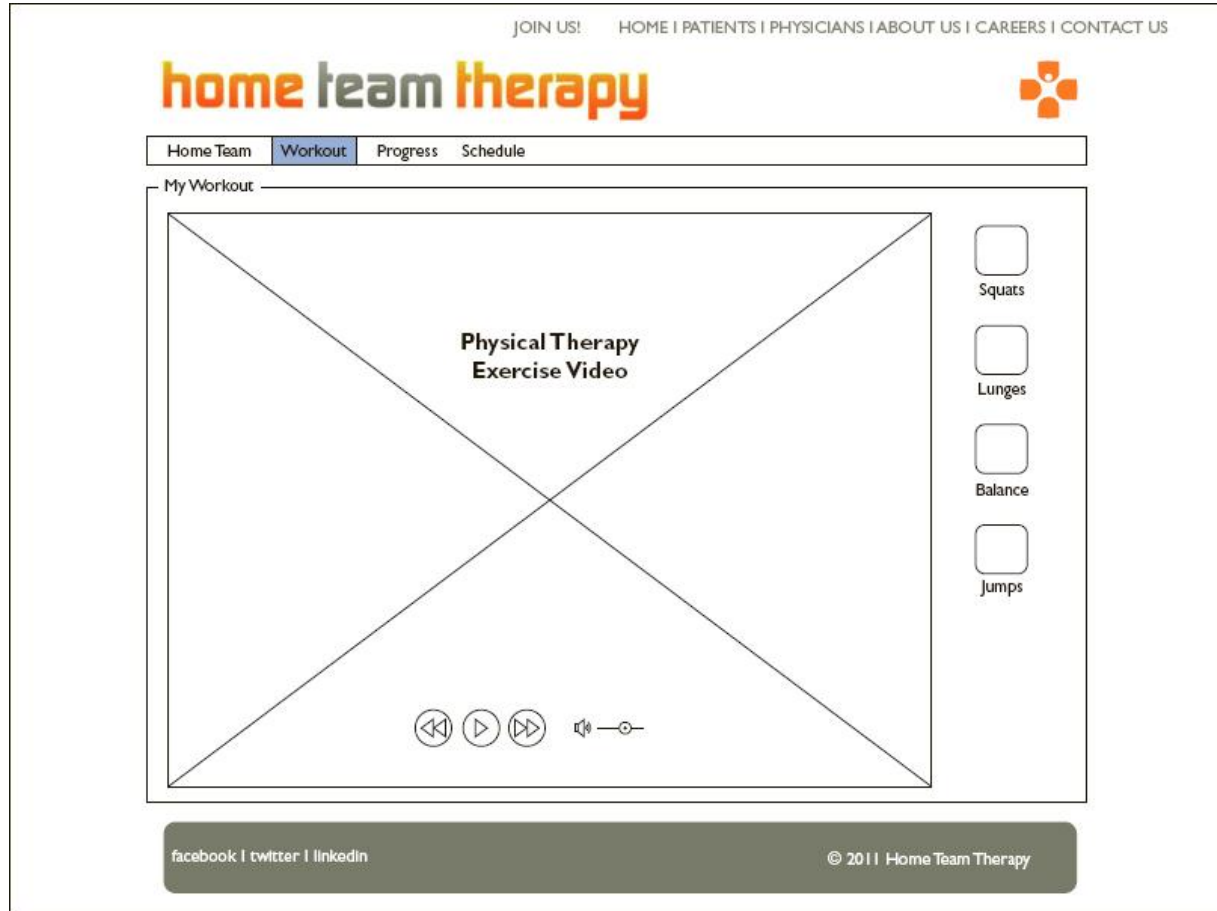 JOIN US! HOME I PATIENTS I PHYSICIANS I ABOUT US I CAREERS I CONTACT US
home team therapy
Home Team Workout Progress Schedule
My Workout
Physical Therapy
Exercise Video
Squats
Lunges
Balance
Jumps
facebook I twitter I linkedin
© 2011 Home Team Therapy